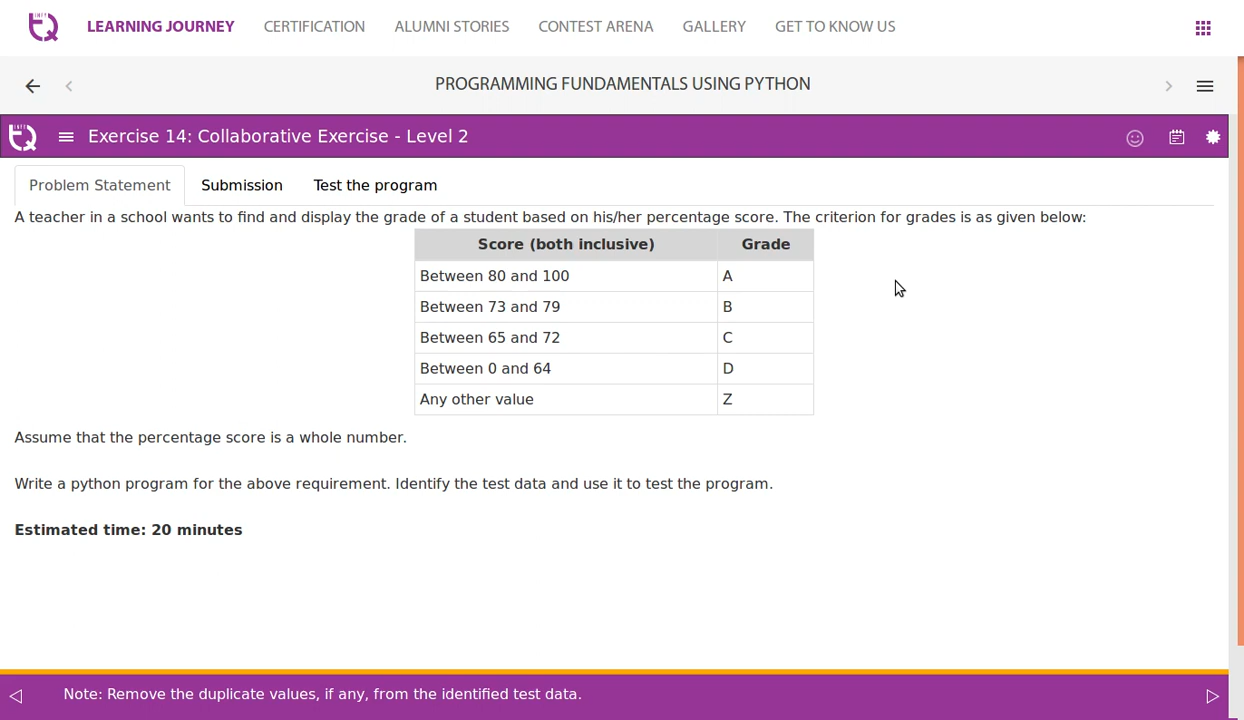 LEARNING JOURNEY CERTIFICATION ALUMNI STORIES CONTEST ARENA GALLERY GET TO KNOW US
PROGRAMMING FUNDAMENTALS USING PYTHON
Exercise 14: Collaborative Exercise - Level 2
Problem Statement Submission Test the program
A teacher in a school wants to find and display the grade of a student based on his/her percentage score. The criterion for grades is as given below:
Score (both inclusive) Grade
Between 80 and 100 A
Between 73 and 79 B
Between 65 and 72 C
Between 0 and 64 D
Any other value Z
Assume that the percentage score is a whole number.
Write a python program for the above requirement. Identify the test data and use it to test the program.
Estimated time: 20 minutes
Note: Remove the duplicate values, if any, from the identified test data.